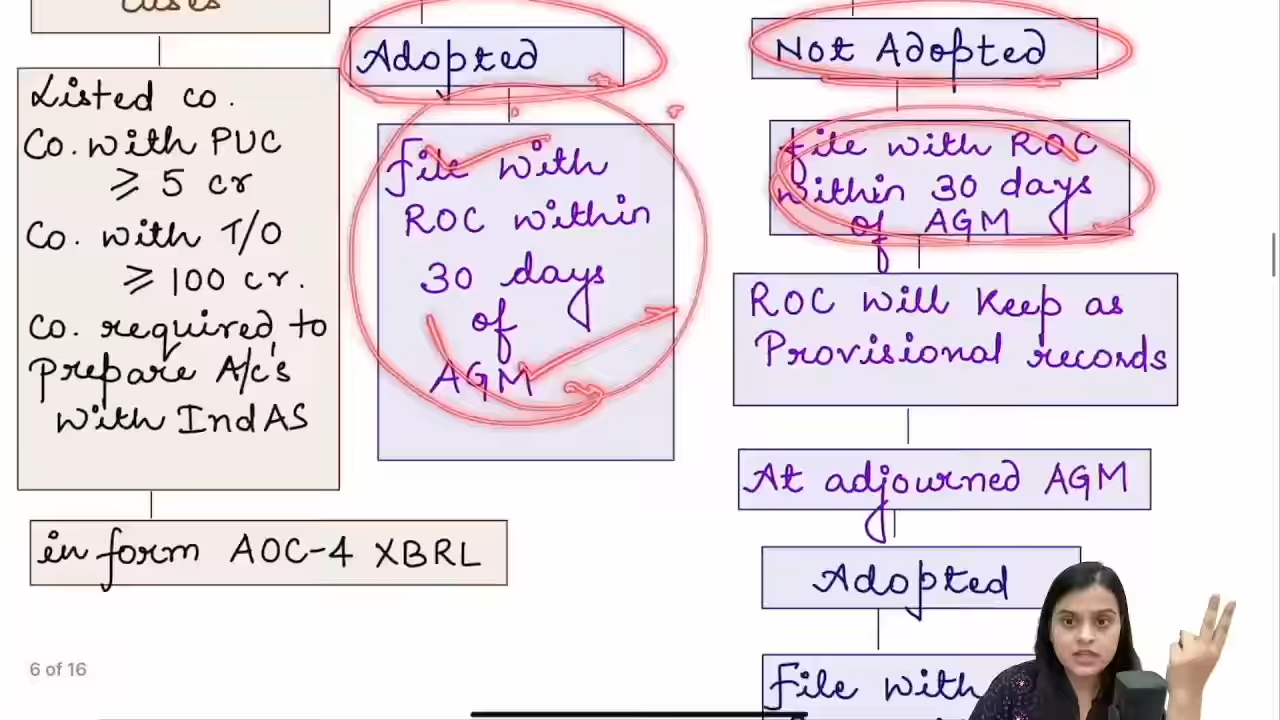 Cases
Listed co.
Co. with PUC
≥ 5 cr
Co. with T/O
≥ 100 cr.
Co. required to
Prepare A/c's
with IndAS
in form AOC-4 XBRL
Adopted
file with
ROC within
30 days
of
AGM
Not Adopted
file with ROC
within 30 days
of AGM
ROC will Keep as
Provisional records
At adjourned AGM
Adopted
File with
6 of 16